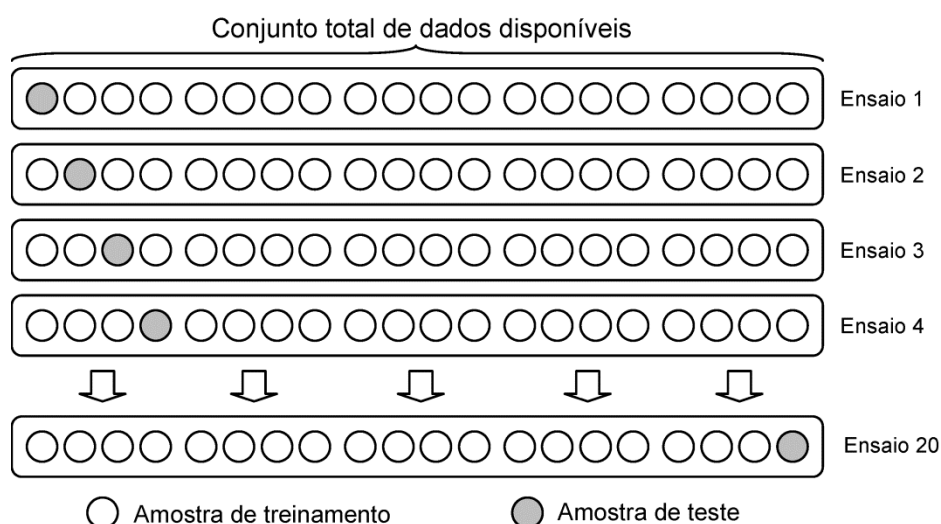 Conjunto total de dados disponíveis
Ensaio 1
Ensaio 2
Ensaio 3
Ensaio 4
Ensaio 20
Amostra de treinamento
Amostra de teste